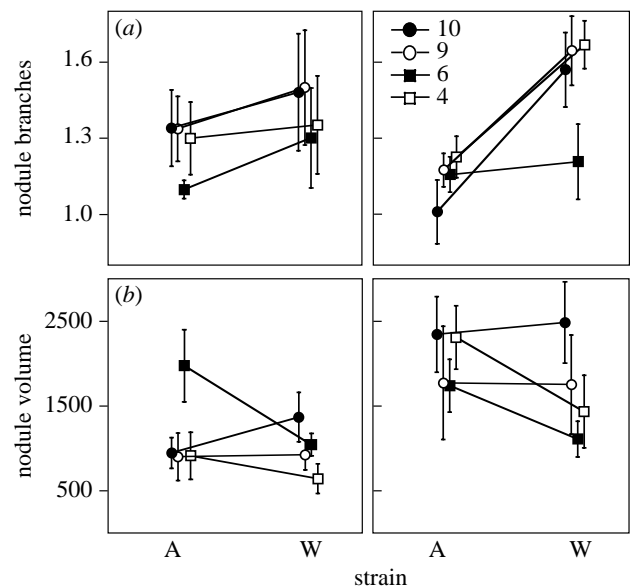 (a)
10
9
6
4
nodule branches
1.6
1.3
1.0
(b)
nodule volume
2500
1500
500
A W A W
strain